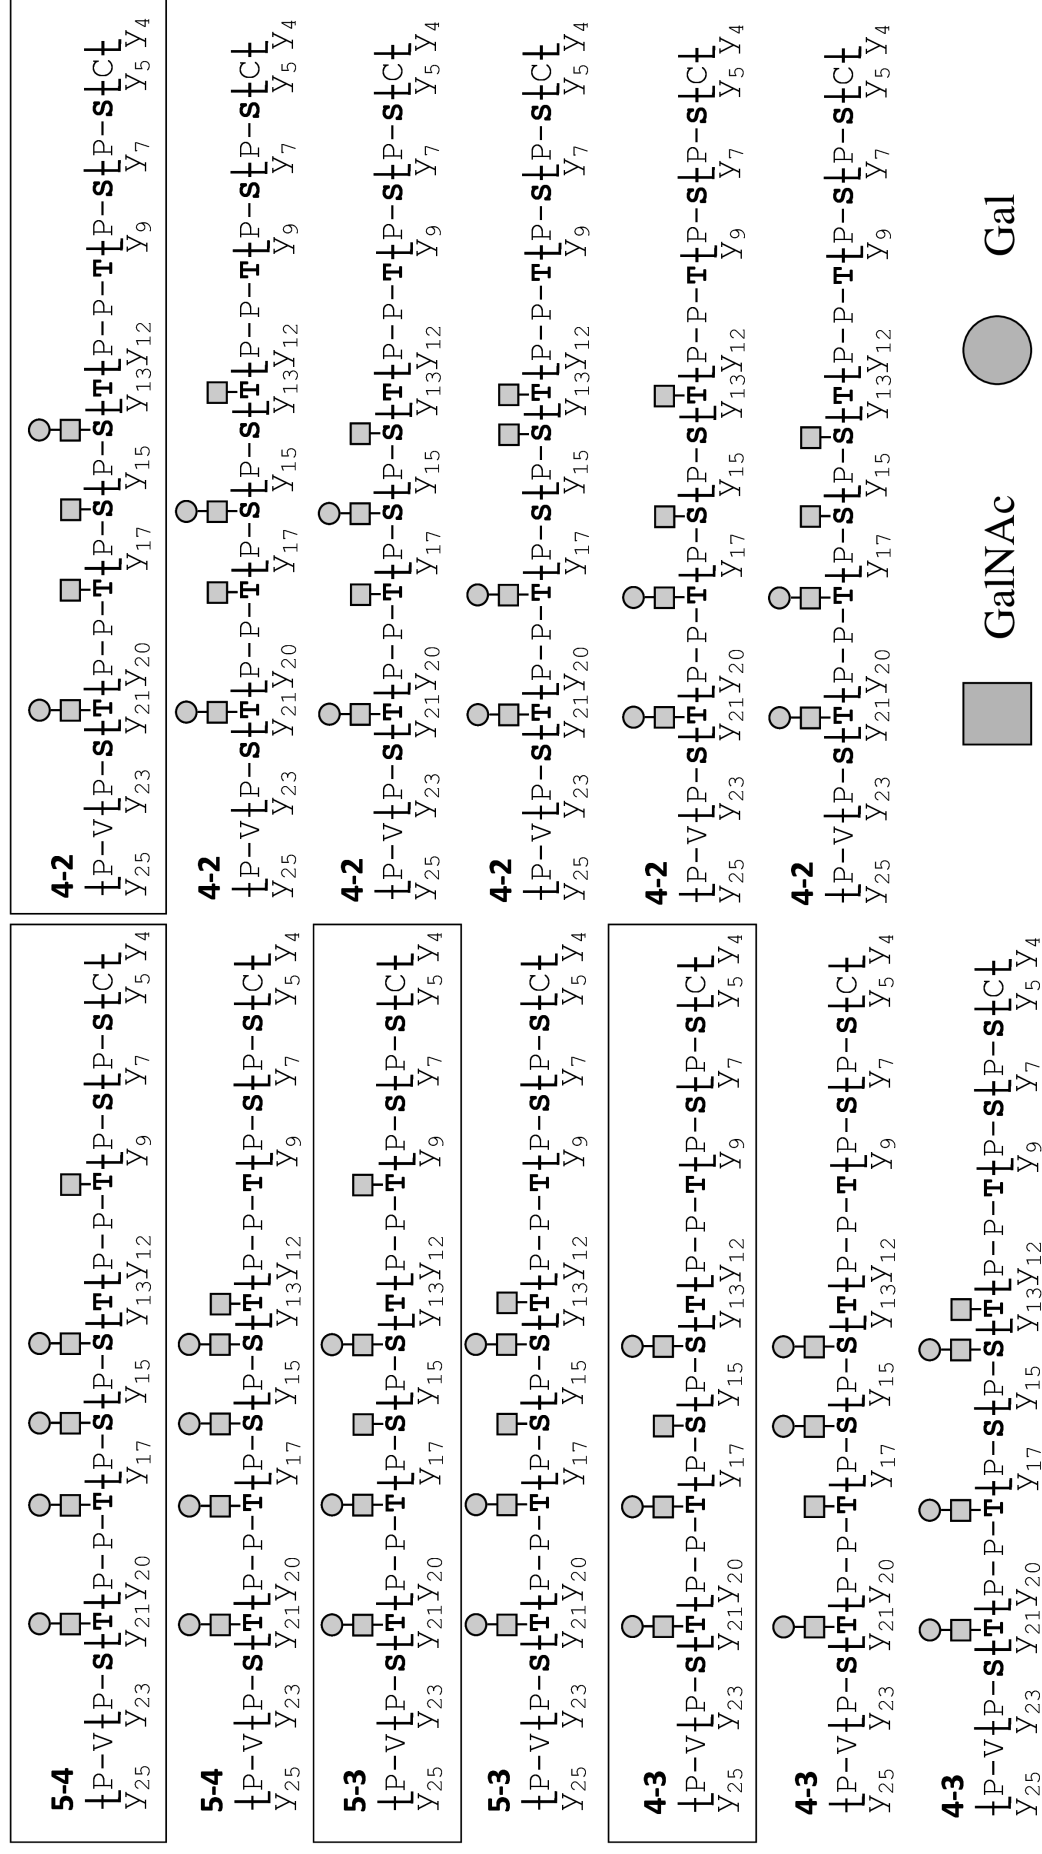 5-4
P–V P–S T P–P–T P–S P–S T P–P–T P–S P–S C
y25 y23 y21 y20 y17 y15 y13 y12 y9 y7 y5 y4
5-4
P–V P–S T P–P–T P–S P–S T P–P–T P–S P–S C
y25 y23 y21 y20 y17 y15 y13 y12 y9 y7 y5 y4
5-3
P–V P–S T P–P–T P–S P–S T P–P–T P–S P–S C
y25 y23 y21 y20 y17 y15 y13 y12 y9 y7 y5 y4
5-3
P–V P–S T P–P–T P–S P–S T P–P–T P–S P–S C
y25 y23 y21 y20 y17 y15 y13 y12 y9 y7 y5 y4
4-3
P–V P–S T P–P–T P–S P–S T P–P–T P–S P–S C
y25 y23 y21 y20 y17 y15 y13 y12 y9 y7 y5 y4
4-3
P–V P–S T P–P–T P–S P–S T P–P–T P–S P–S C
y25 y23 y21 y20 y17 y15 y13 y12 y9 y7 y5 y4
4-3
P–V P–S T P–P–T P–S P–S T P–P–T P–S P–S C
y25 y23 y21 y20 y17 y15 y13 y12 y9 y7 y5 y4
4-2
P–V P–S T P–P–T P–S P–S T P–P–T P–S P–S C
y25 y23 y21 y20 y17 y15 y13 y12 y9 y7 y5 y4
4-2
P–V P–S T P–P–T P–S P–S T P–P–T P–S P–S C
y25 y23 y21 y20 y17 y15 y13 y12 y9 y7 y5 y4
4-2
P–V P–S T P–P–T P–S P–S T P–P–T P–S P–S C
y25 y23 y21 y20 y17 y15 y13 y12 y9 y7 y5 y4
4-2
P–V P–S T P–P–T P–S P–S T P–P–T P–S P–S C
y25 y23 y21 y20 y17 y15 y13 y12 y9 y7 y5 y4
4-2
P–V P–S T P–P–T P–S P–S T P–P–T P–S P–S C
y25 y23 y21 y20 y17 y15 y13 y12 y9 y7 y5 y4
4-2
P–V P–S T P–P–T P–S P–S T P–P–T P–S P–S C
y25 y23 y21 y20 y17 y15 y13 y12 y9 y7 y5 y4
GalNAc Gal